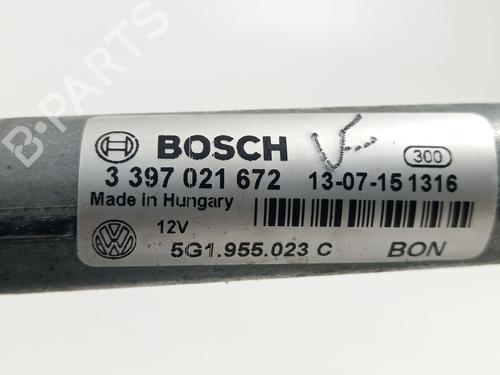 B-PARTS
BOSCH
300
3 397 021 672 13-07-15 1316
Made in Hungary
12V
5G1.955.023 C BON